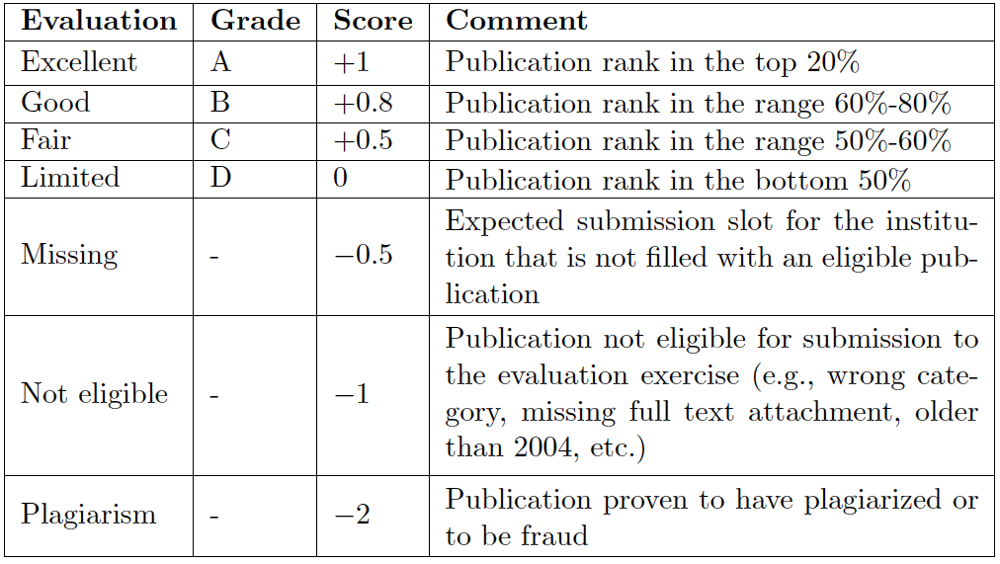 Evaluation Grade Score Comment
Excellent A +1 Publication rank in the top 20%
Good B +0.8 Publication rank in the range 60%-80%
Fair C +0.5 Publication rank in the range 50%-60%
Limited D 0 Publication rank in the bottom 50%
Missing - −0.5 Expected submission slot for the institu-
tion that is not filled with an eligible pub-
lication
Not eligible - −1 Publication not eligible for submission to
the evaluation exercise (e.g., wrong cate-
gory, missing full text attachment, older
than 2004, etc.)
Plagiarism - −2 Publication proven to have plagiarized or
to be fraud